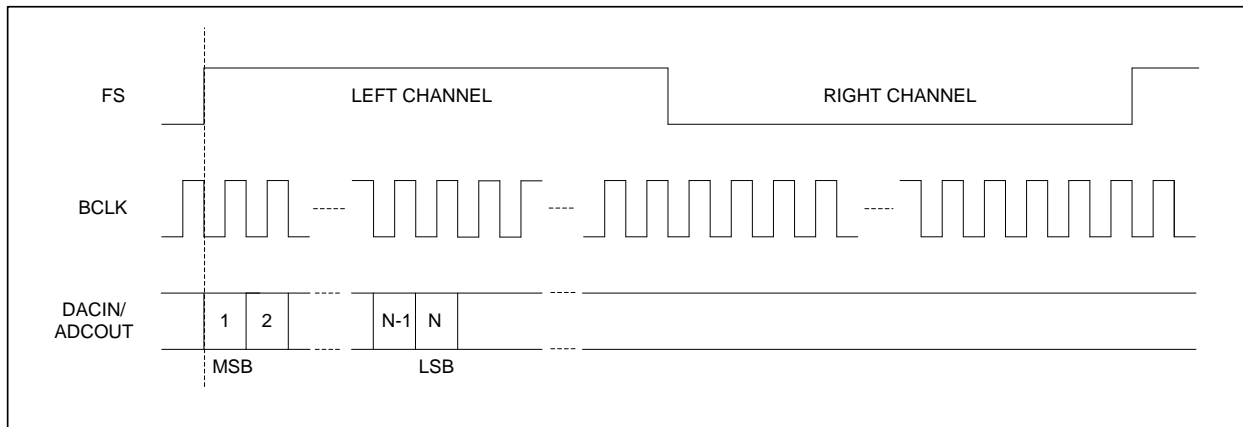 FS
LEFT CHANNEL
RIGHT CHANNEL
BCLK
DACIN/
ADCOUT
1
2
N-1
N
MSB
LSB